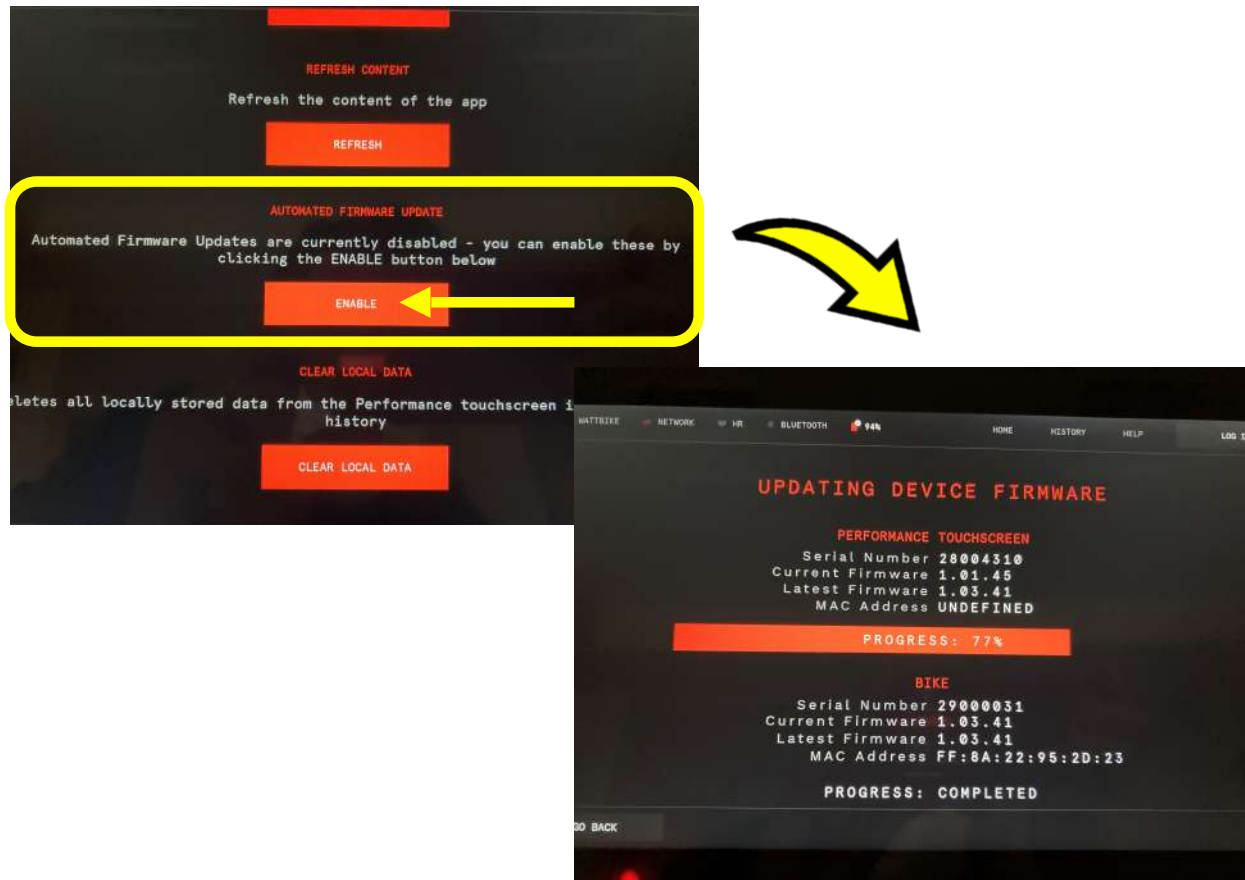 REFRESH CONTENT
Refresh the content of the app
REFRESH
AUTOMATED FIRMWARE UPDATE
Automated Firmware Updates are currently disabled - you can enable these by
clicking the ENABLE button below
ENABLE
CLEAR LOCAL DATA
eletes all locally stored data from the Performance touchscreen i
history
CLEAR LOCAL DATA
WATTBIKE NETWORK HR BLUETOOTH 94% HOME HISTORY HELP LOG I
UPDATING DEVICE FIRMWARE
PERFORMANCE TOUCHSCREEN
Serial Number 28004310
Current Firmware 1.01.45
Latest Firmware 1.03.41
MAC Address UNDEFINED
PROGRESS: 77%
BIKE
Serial Number 29000031
Current Firmware 1.03.41
Latest Firmware 1.03.41
MAC Address FF:8A:22:95:2D:23
PROGRESS: COMPLETED
GO BACK